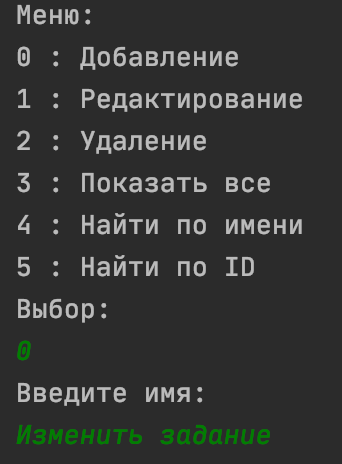 Меню:
0 : Добавление
1 : Редактирование
2 : Удаление
3 : Показать все
4 : Найти по имени
5 : Найти по ID
Выбор:
0
Введите имя:
Изменить задание